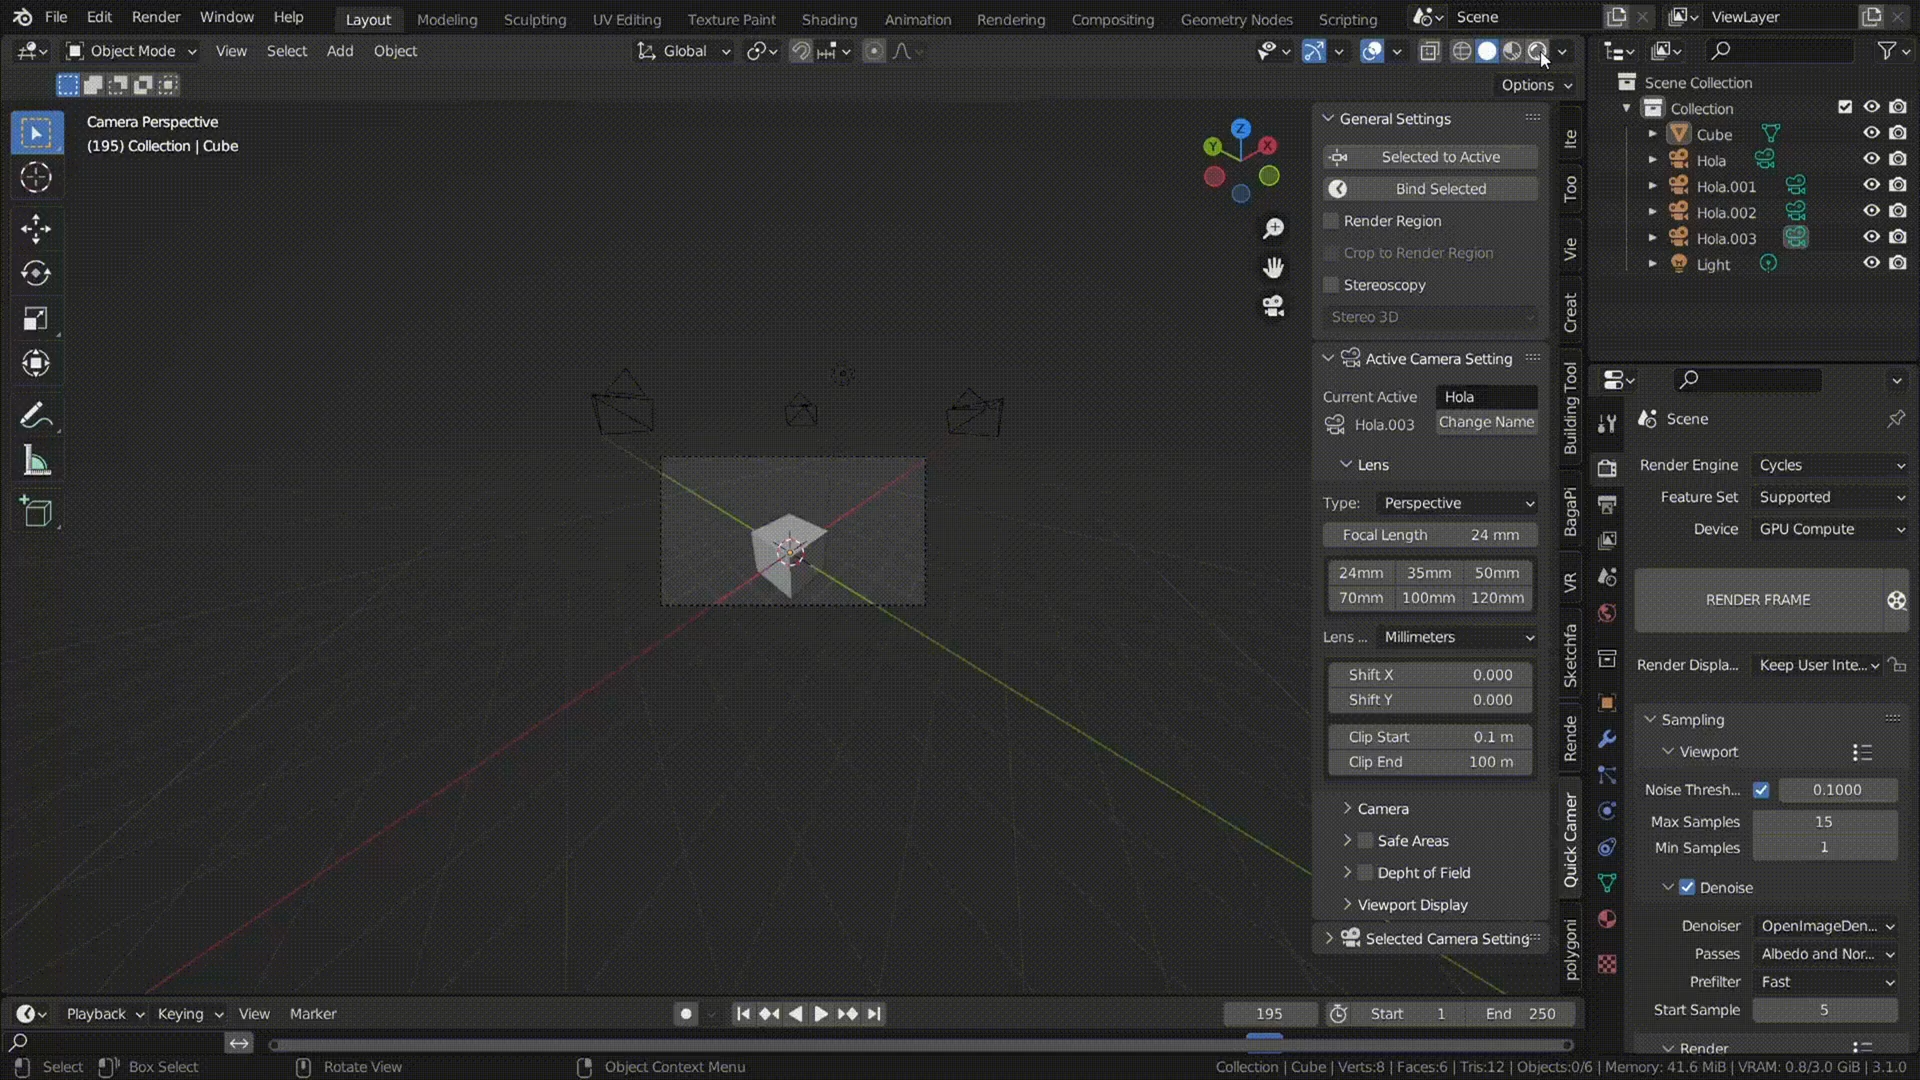 File Edit Render Window Help Layout Modeling Sculpting UV Editing Texture Paint Shading Animation Rendering Compositing Geometry Nodes Scripting Scene ViewLayer
Object Mode View Select Add Object Global
Options
Camera Perspective
(195) Collection | Cube
Z
Y
X
General Settings
Selected to Active
Bind Selected
Render Region
Crop to Render Region
Stereoscopy
Stereo 3D
Active Camera Setting
Current Active Hola
Hola.003 Change Name
Lens
Type: Perspective
Focal Length 24 mm
24mm 35mm 50mm
70mm 100mm 120mm
Lens ... Millimeters
Shift X 0.000
Shift Y 0.000
Clip Start 0.1 m
Clip End 100 m
Camera
Safe Areas
Depht of Field
Viewport Display
Selected Camera Setting
Ite
Too
Vie
Creat
Building Tool
BagaPi
VR
Sketchfa
Rende
Quick Camer
polygoni
Scene Collection
Collection
Cube
Hola
Hola.001
Hola.002
Hola.003
Light
Scene
Render Engine Cycles
Feature Set Supported
Device GPU Compute
RENDER FRAME
Render Displa... Keep User Inte...
Sampling
Viewport
Noise Thresh... 0.1000
Max Samples 15
Min Samples 1
Denoise
Denoiser OpenImageDen...
Passes Albedo and Nor...
Prefilter Fast
Start Sample 5
Render
Playback Keying View Marker 195 Start 1 End 250
Select Box Select Rotate View Object Context Menu Collection | Cube | Verts:8 | Faces:6 | Tris:12 | Objects:0/6 | Memory: 41.6 MiB | VRAM: 0.8/3.0 GiB | 3.1.0